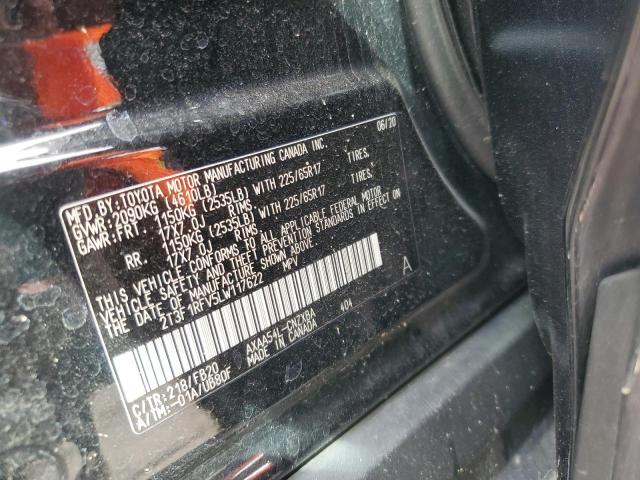 MFD.BY:TOYOTA MOTOR MANUFACTURING CANADA INC. 06/20
GVWR:2090KG (4610LB)
GAWR:FRT 1150KG (2535LB) WITH 225/65R17 TIRES,
17X7.0J RIMS
RR. 1150KG (2535LB) WITH 225/65R17 TIRES,
17X7.0J RIMS
THIS VEHICLE CONFORMS TO ALL APPLICABLE FEDERAL MOTOR
VEHICLE SAFETY AND THEFT PREVENTION STANDARDS IN
EFFECT ON THE DATE OF MANUFACTURE SHOWN ABOVE.
2T3F1RFV5LW117622 MPV A
C/TR:218/FB20 AXAA54L-CNZXBA 404
A/TM:-01A/U680F MADE IN CANADA